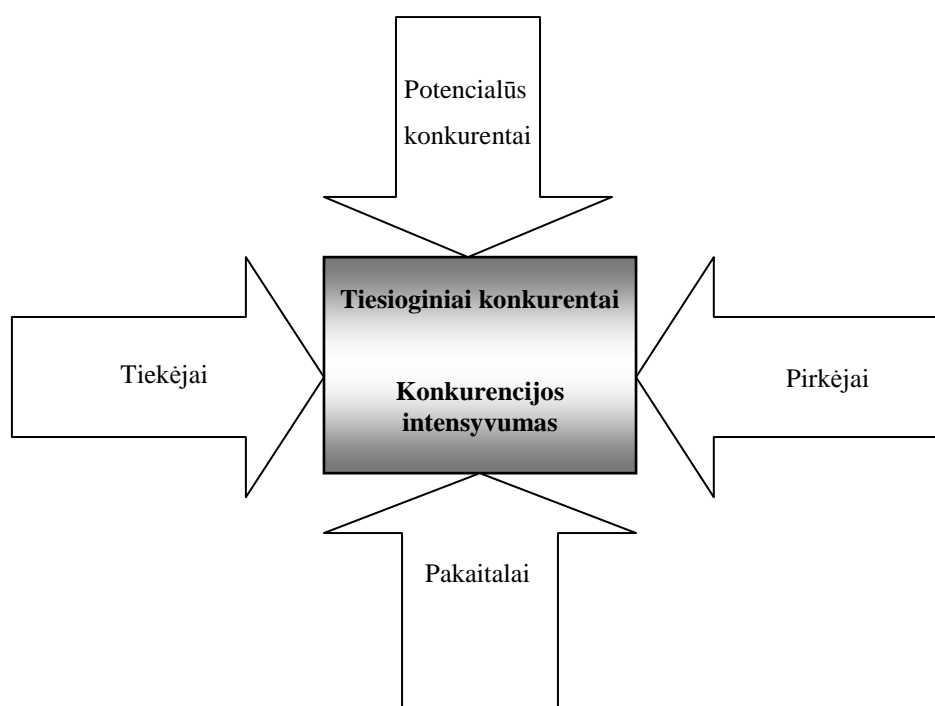 Potencialūs
konkurentai
Tiesioginiai konkurentai
Tiekėjai
Pirkėjai
Konkurencijos
intensyvumas
Pakaitalai